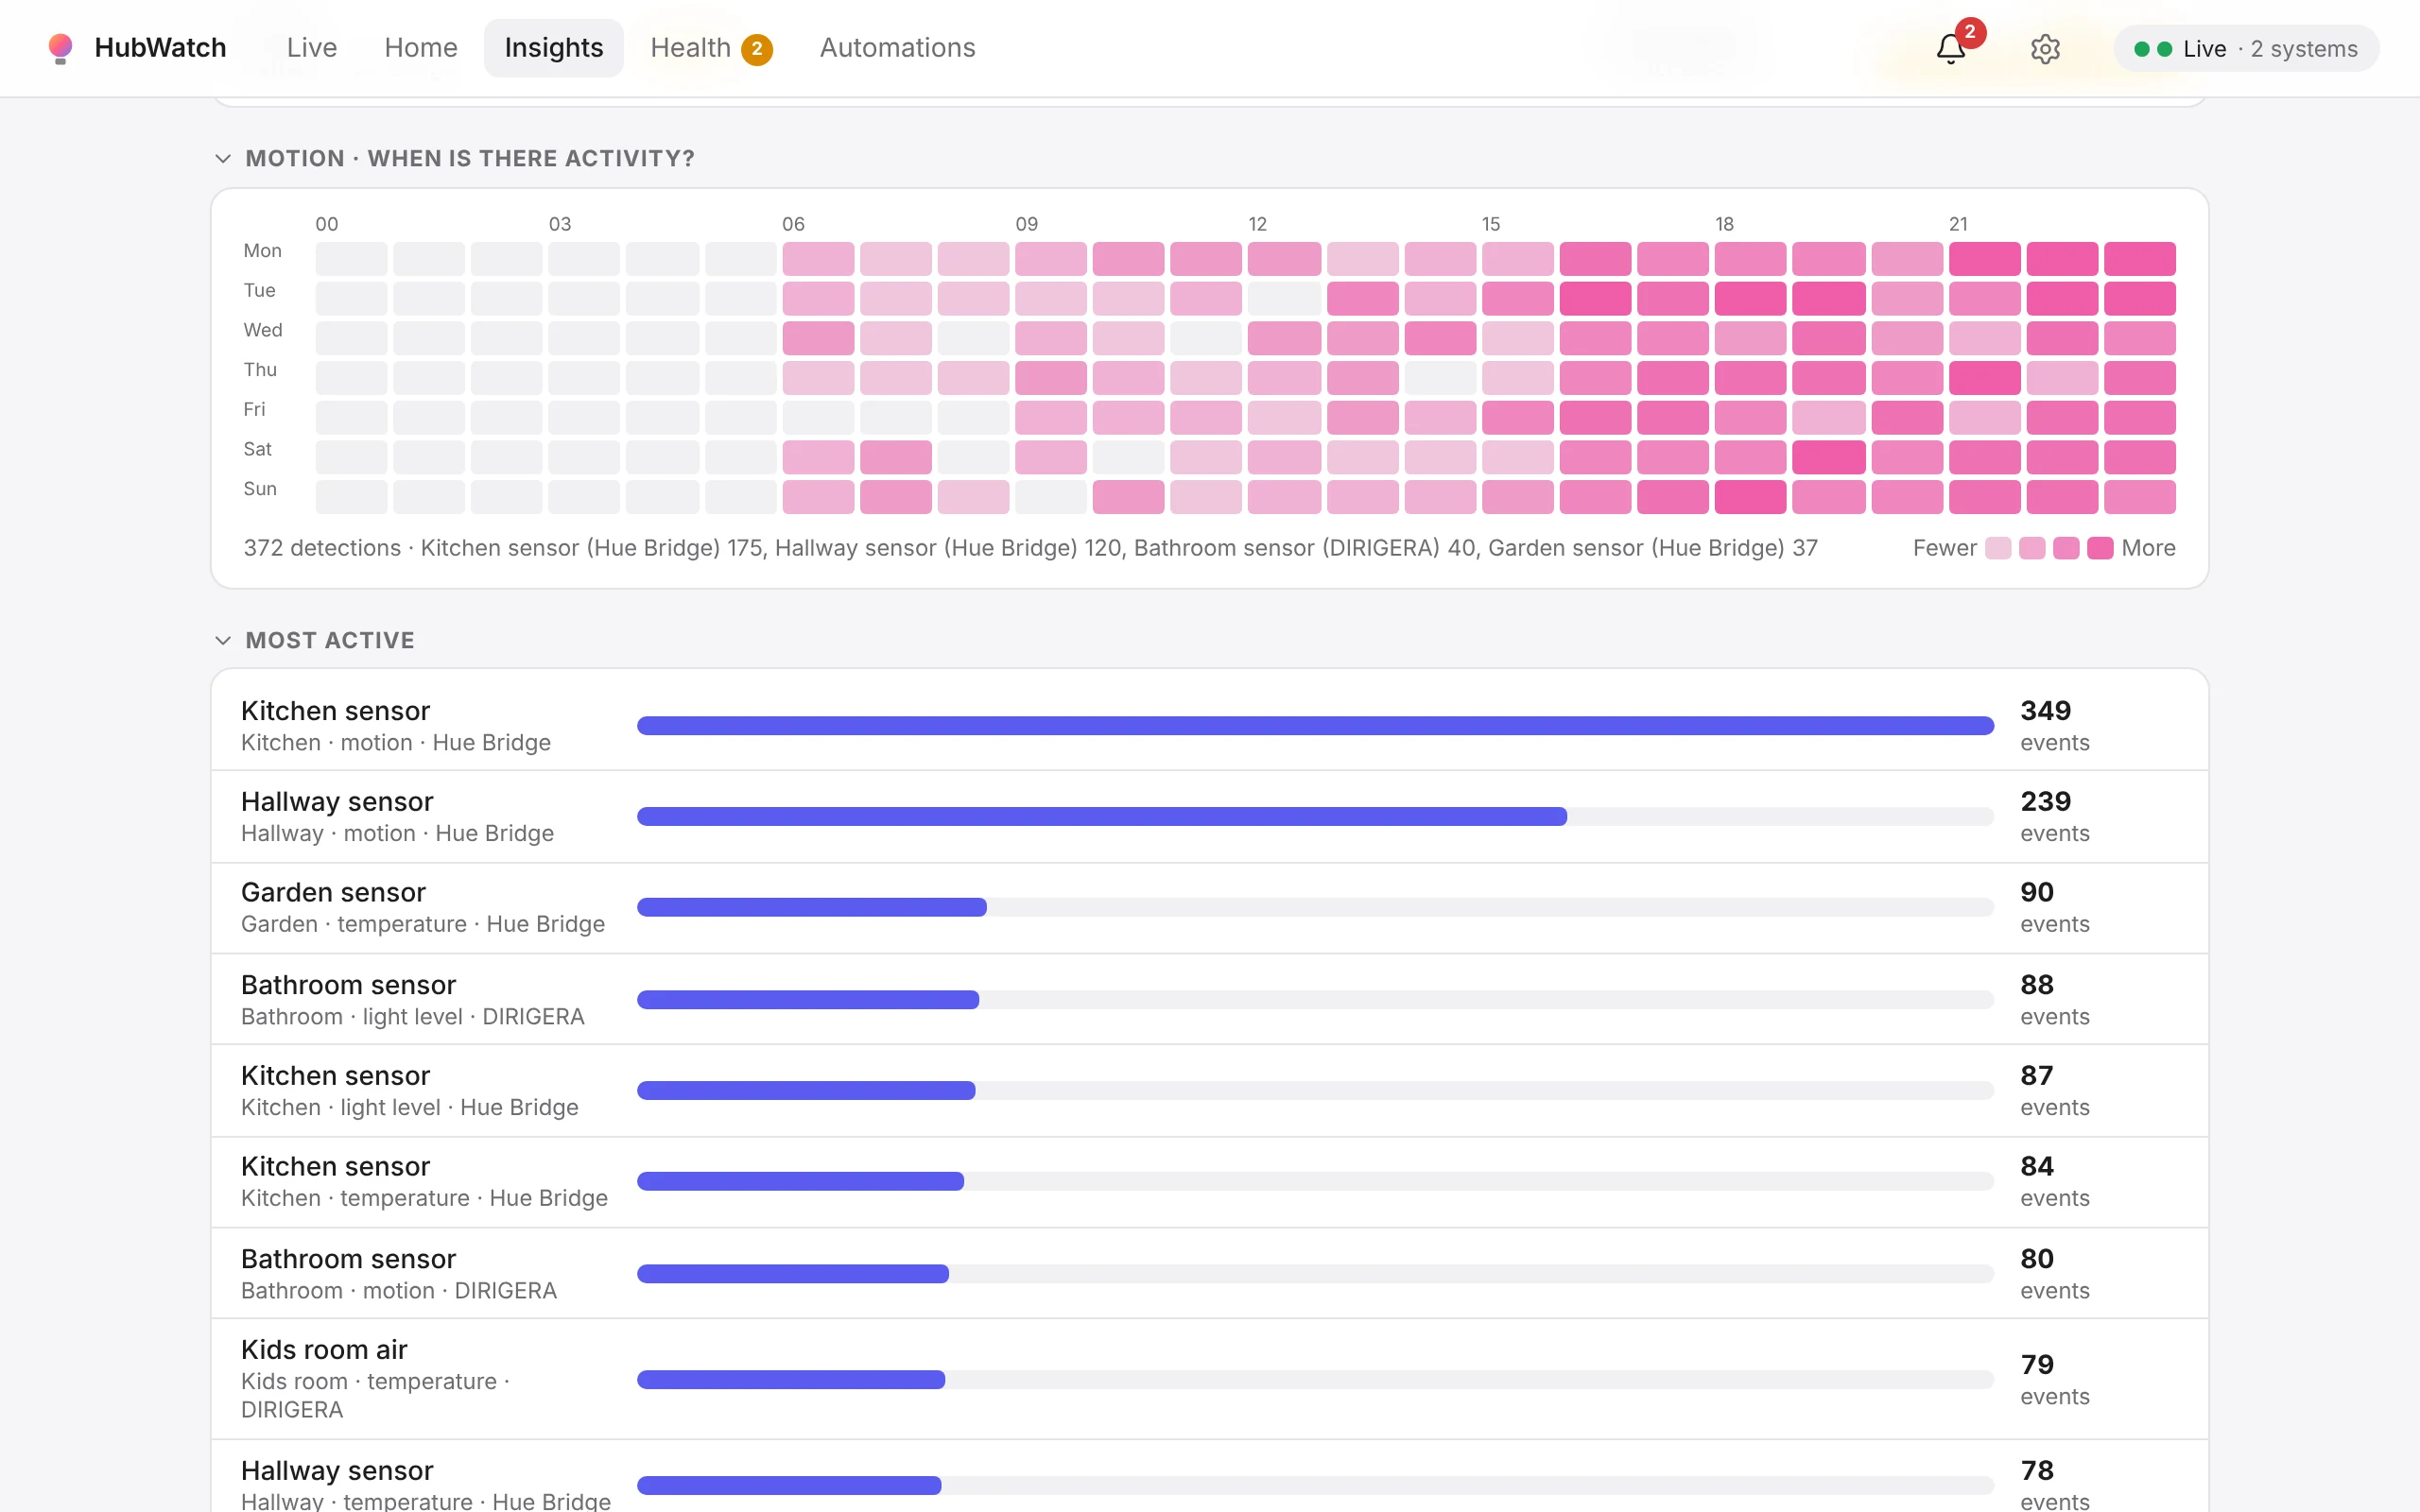 HubWatch Live Home Insights Health 2 Automations 2 Live · 2 systems
MOTION · WHEN IS THERE ACTIVITY?
00 03 06 09 12 15 18 21
Mon
Tue
Wed
Thu
Fri
Sat
Sun
372 detections · Kitchen sensor (Hue Bridge) 175, Hallway sensor (Hue Bridge) 120, Bathroom sensor (DIRIGERA) 40, Garden sensor (Hue Bridge) 37 Fewer More
MOST ACTIVE
Kitchen sensor 349
Kitchen · motion · Hue Bridge events
Hallway sensor 239
Hallway · motion · Hue Bridge events
Garden sensor 90
Garden · temperature · Hue Bridge events
Bathroom sensor 88
Bathroom · light level · DIRIGERA events
Kitchen sensor 87
Kitchen · light level · Hue Bridge events
Kitchen sensor 84
Kitchen · temperature · Hue Bridge events
Bathroom sensor 80
Bathroom · motion · DIRIGERA events
Kids room air 79
Kids room · temperature · events
DIRIGERA
Hallway sensor 78
Hallway · temperature · Hue Bridge events